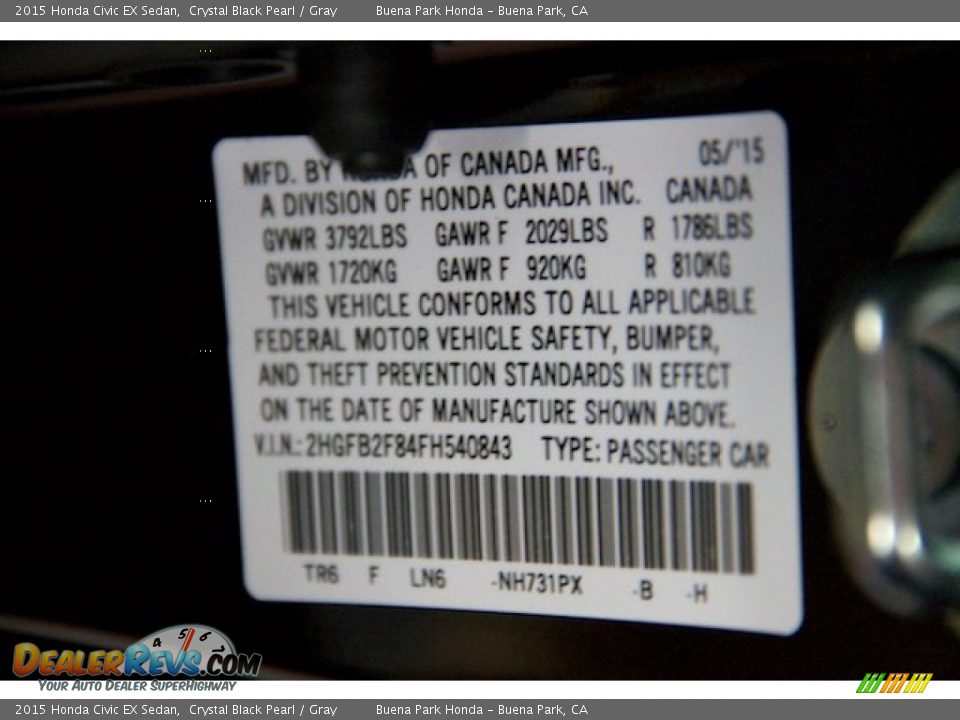 2015 Honda Civic EX Sedan, Crystal Black Pearl / Gray Buena Park Honda - Buena Park, CA
MFD. BY HONDA OF CANADA MFG., 05/'15
A DIVISION OF HONDA CANADA INC. CANADA
GVWR 3792LBS GAWR F 2029LBS R 1786LBS
GVWR 1720KG GAWR F 920KG R 810KG
THIS VEHICLE CONFORMS TO ALL APPLICABLE
FEDERAL MOTOR VEHICLE SAFETY, BUMPER,
AND THEFT PREVENTION STANDARDS IN EFFECT
ON THE DATE OF MANUFACTURE SHOWN ABOVE.
V.I.N.: 2HGFB2F84FH540843 TYPE: PASSENGER CAR
TR6 F LN6 -NH731PX -B -H
4 5 6
DEALERREVS.COM
YOUR AUTO DEALER SUPERHIGHWAY
2015 Honda Civic EX Sedan, Crystal Black Pearl / Gray Buena Park Honda - Buena Park, CA